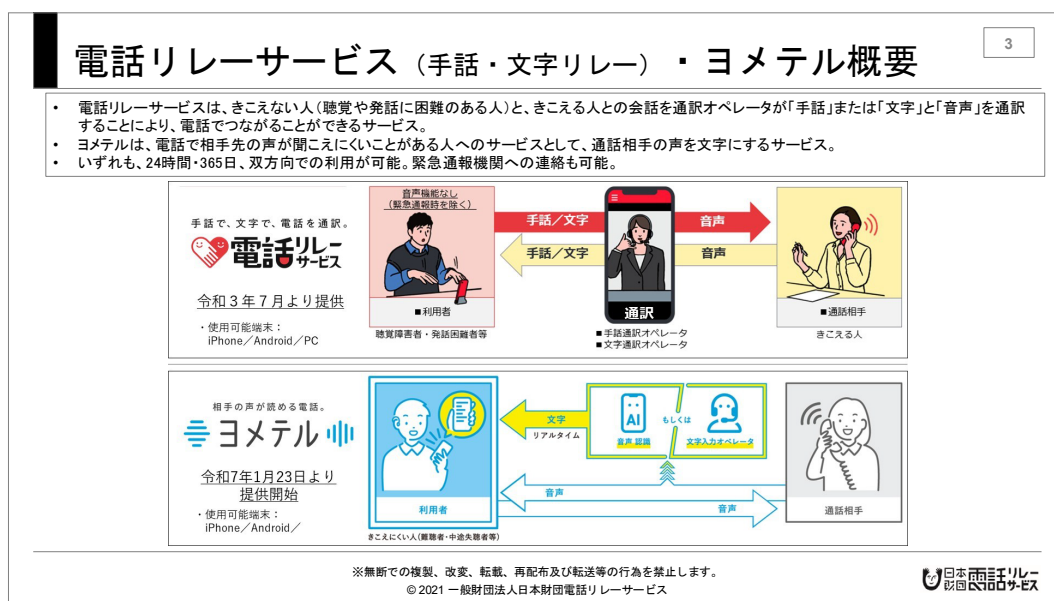 3
電話リレーサービス（手話・文字リレー）・ヨメテル概要
• 電話リレーサービスは、きこえない人（聴覚や発話に困難のある人）と、きこえる人との会話を通訳オペレータが「手話」または「文字」と「音声」を通訳
することにより、電話でつながることができるサービス。
• ヨメテルは、電話で相手先の声が聞こえにくいことがある人へのサービスとして、通話相手の声を文字にするサービス。
• いずれも、24時間・365日、双方向での利用が可能。緊急通報機関への連絡も可能。
手話で、文字で、電話を通訳。
電話リレーサービス
令和３年７月より提供
・使用可能端末：
iPhone／Android／PC
音声機能なし
（緊急通報時を除く）
■利用者
聴覚障害者・発話困難者等
手話／文字
音声
手話／文字
音声
通訳
■手話通訳オペレータ
■文字通訳オペレータ
■通話相手
きこえる人
相手の声が読める電話。
ヨメテル
令和7年1月23日より
提供開始
・使用可能端末：
iPhone／Android／
利用者
きこえにくい人（難聴者・中途失聴者等）
文字
リアルタイム
AI
音声認識
もしくは
文字入力オペレータ
音声
音声
通話相手
※無断での複製、改変、転載、再配布及び転送等の行為を禁止します。
© 2021 一般財団法人日本財団電話リレーサービス
日本財団電話リレーサービス